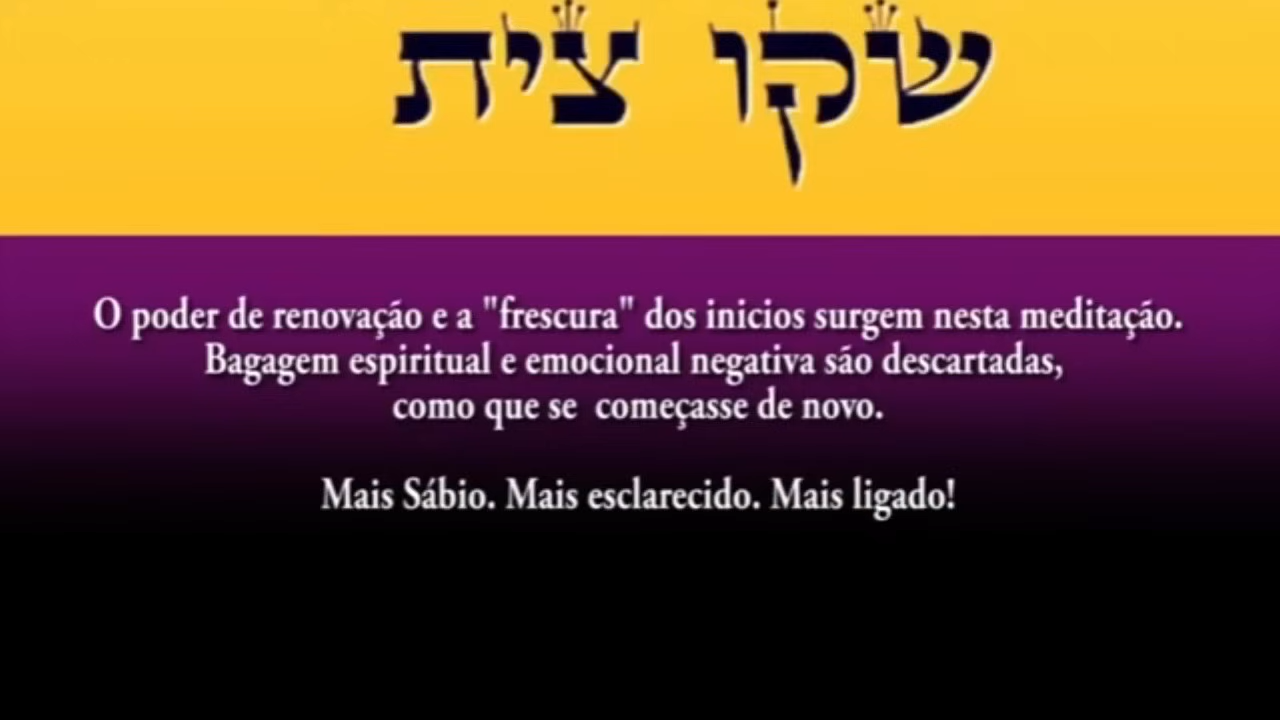 שקו צית
O poder de renovação e a "frescura" dos inicios surgem nesta meditação.
Bagagem espiritual e emocional negativa são descartadas,
como que se começasse de novo.
Mais Sábio. Mais esclarecido. Mais ligado!